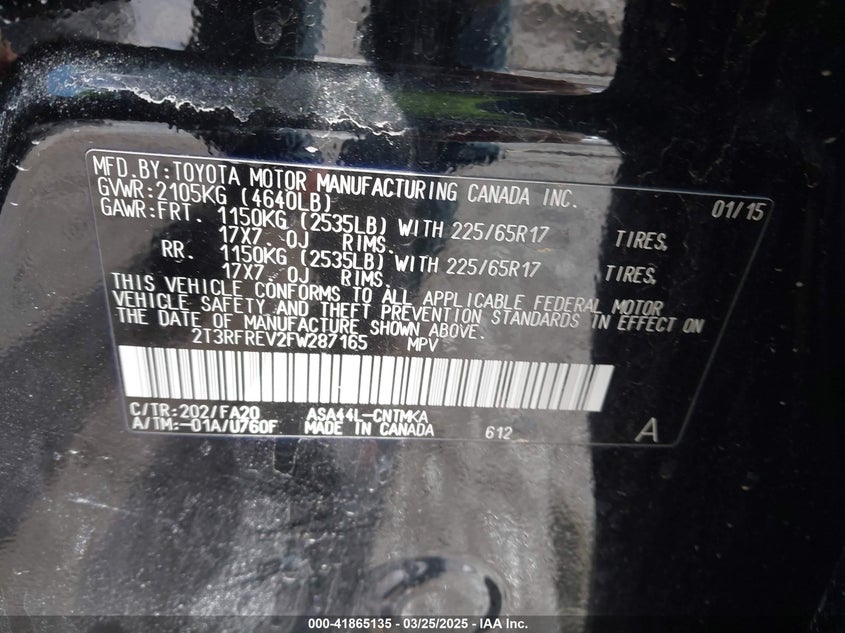 MFD.BY:TOYOTA MOTOR MANUFACTURING CANADA INC. 01/15
GVWR:2105KG (4640LB)
GAWR:FRT. 1150KG (2535LB) WITH 225/65R17 TIRES,
17X7.0J RIMS.
RR. 1150KG (2535LB) WITH 225/65R17 TIRES,
17X7.0J RIMS.
THIS VEHICLE CONFORMS TO ALL APPLICABLE FEDERAL MOTOR
VEHICLE SAFETY AND THEFT PREVENTION STANDARDS IN EFFECT ON
THE DATE OF MANUFACTURE SHOWN ABOVE.
2T3RFREV2FW287165 MPV
C/TR:202/FA20 ASA44L-CNTMKA
A/TM:-01A/U760F MADE IN CANADA 612 A
000-41865135 - 03/25/2025 - IAA Inc.